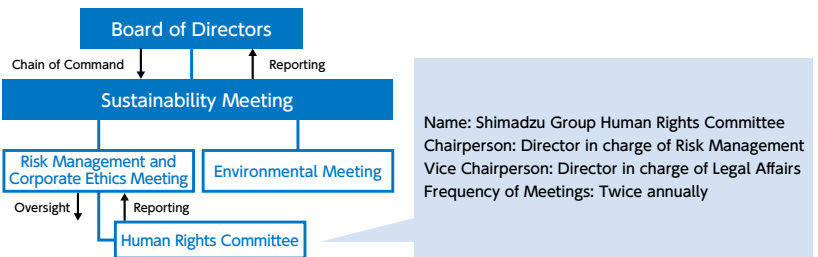 Board of Directors
Chain of Command
Reporting
Sustainability Meeting
Risk Management and
Corporate Ethics Meeting
Environmental Meeting
Oversight
Reporting
Human Rights Committee
Name: Shimadzu Group Human Rights Committee
Chairperson: Director in charge of Risk Management
Vice Chairperson: Director in charge of Legal Affairs
Frequency of Meetings: Twice annually